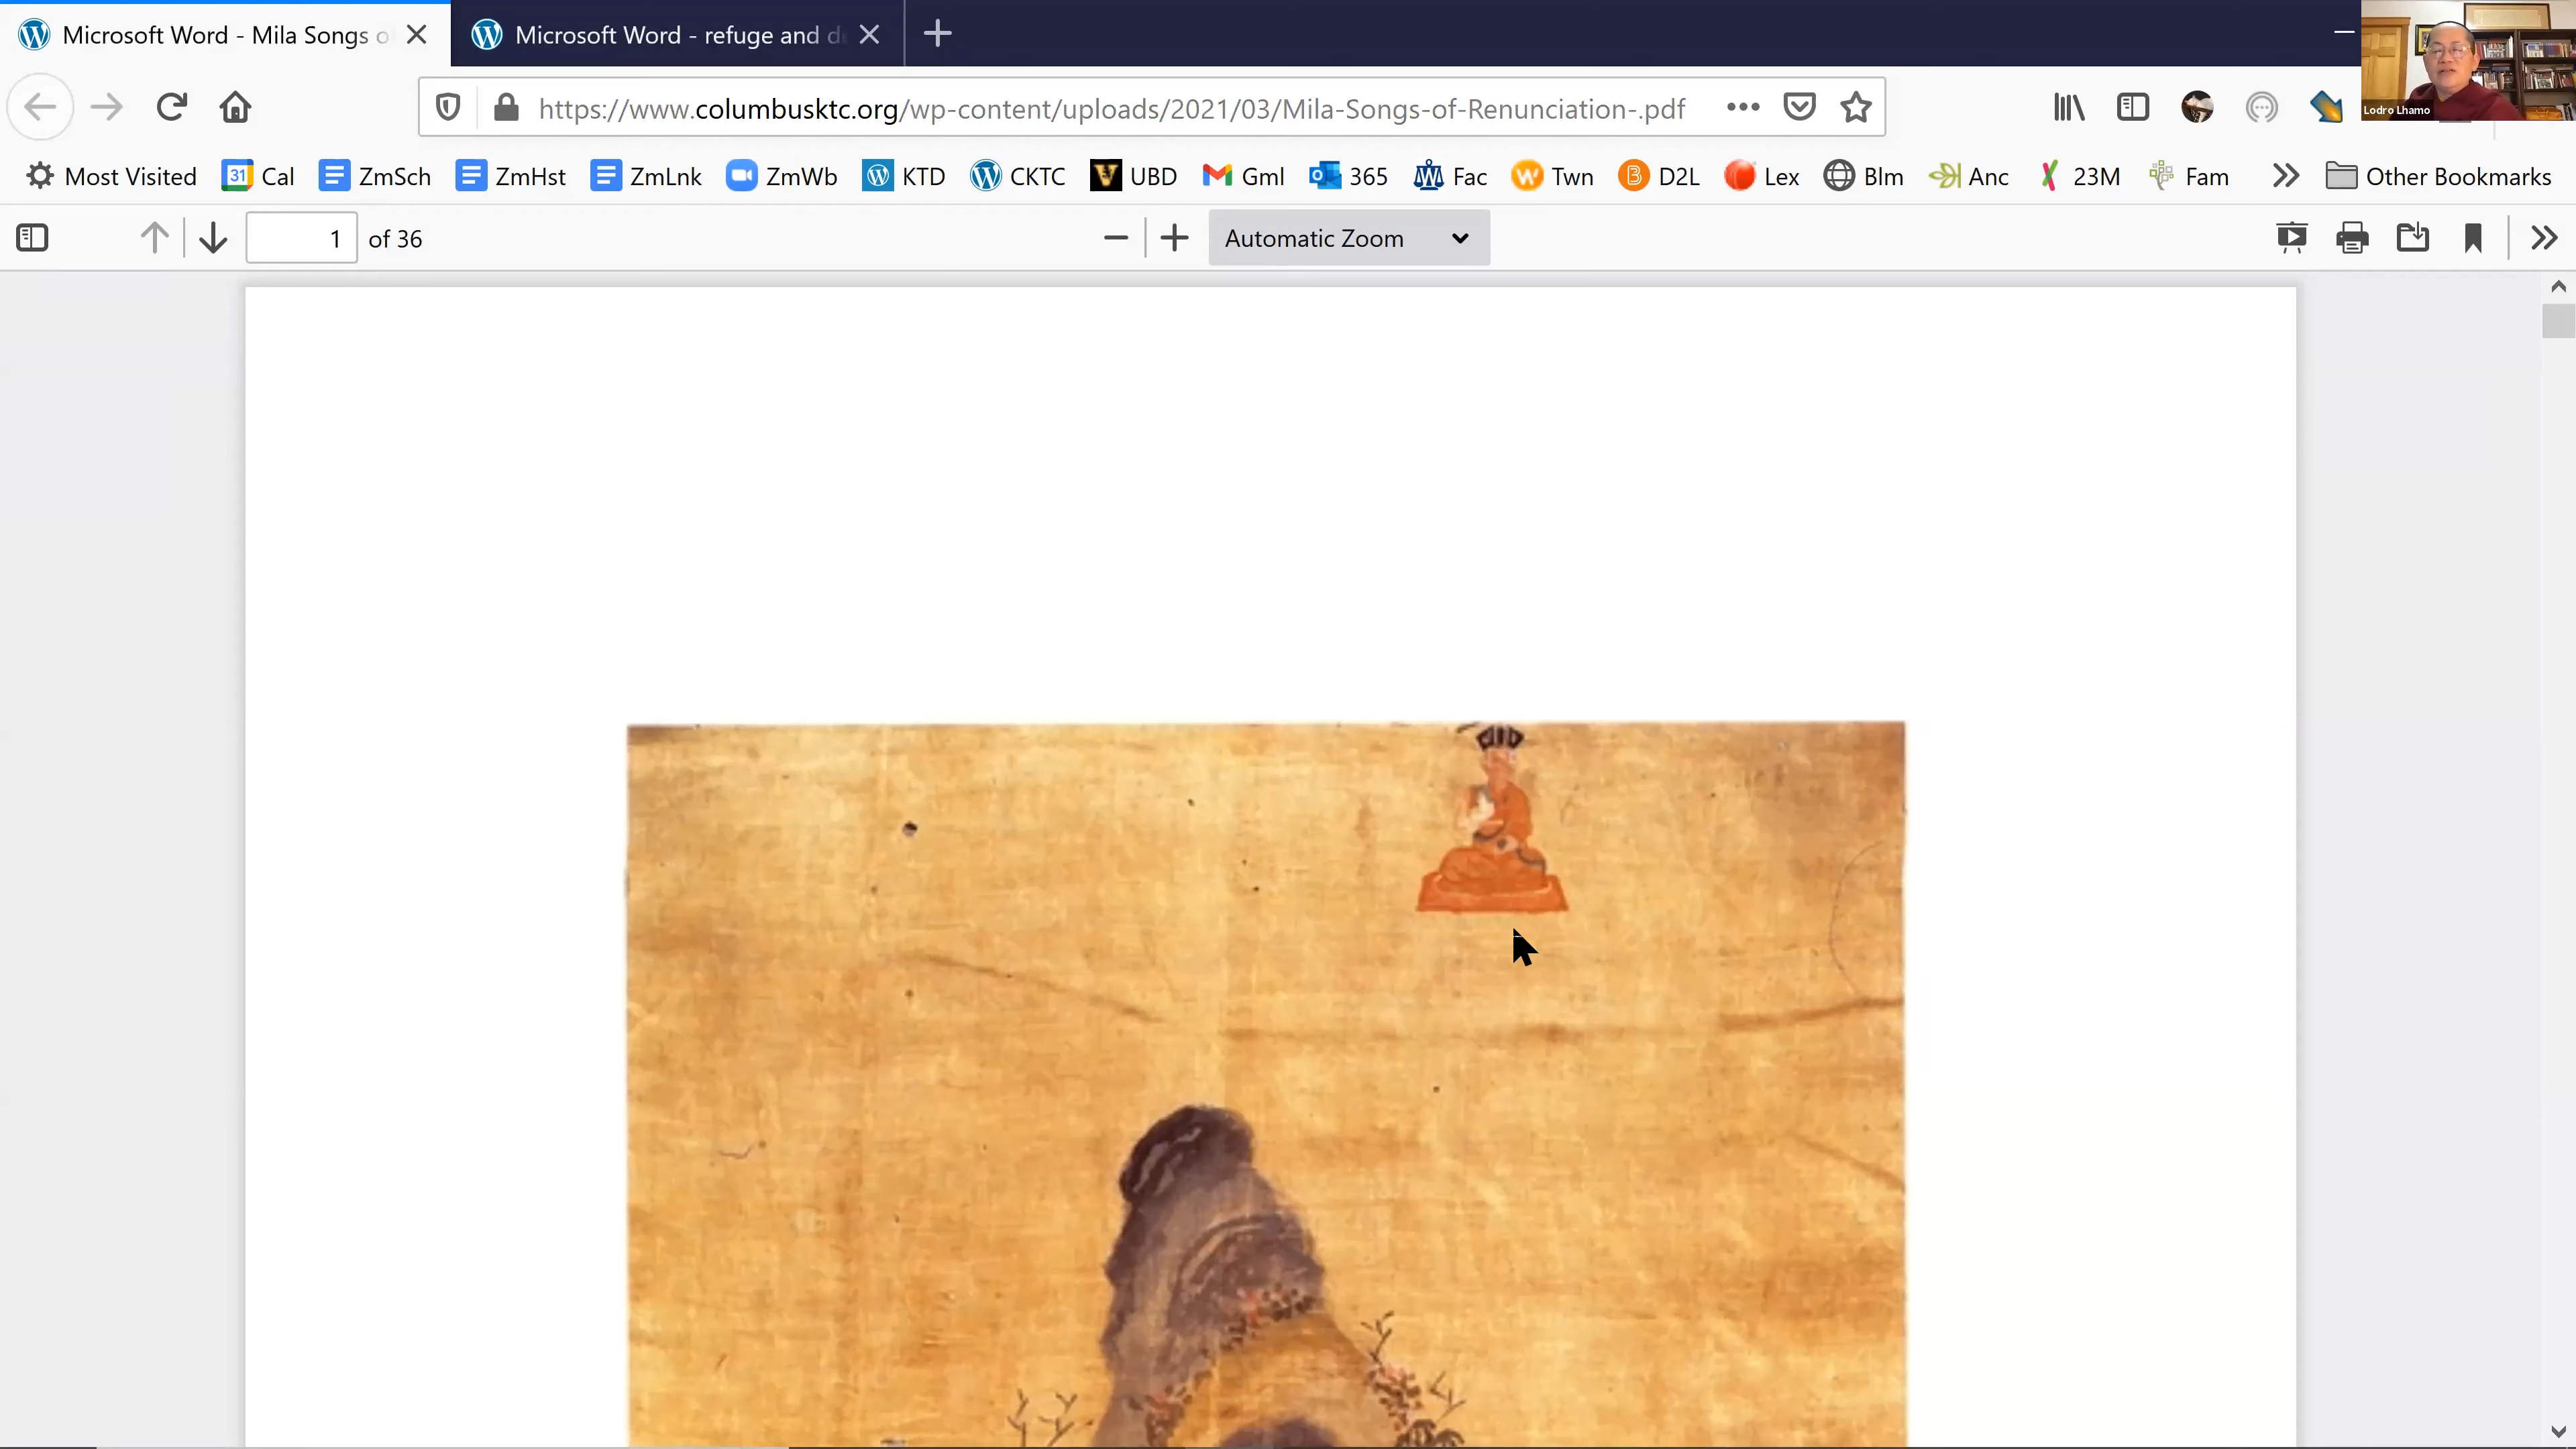 Microsoft Word - Mila Songs o
Microsoft Word - refuge and d
Lodro Lhamo
https://www.columbusktc.org/wp-content/uploads/2021/03/Mila-Songs-of-Renunciation-.pdf
Most Visited 31 Cal ZmSch ZmHst ZmLnk ZmWb KTD CKTC UBD Gml 365 Fac Twn D2L Lex Blm Anc 23M Fam Other Bookmarks
1 of 36 Automatic Zoom